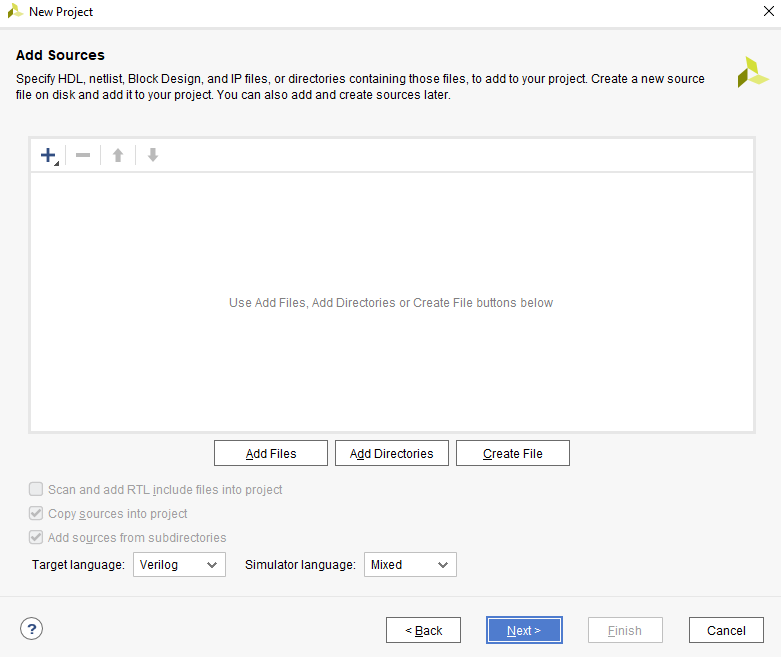 New Project
Add Sources
Specify HDL, netlist, Block Design, and IP files, or directories containing those files, to add to your project. Create a new source
file on disk and add it to your project. You can also add and create sources later.
Use Add Files, Add Directories or Create File buttons below
Add Files Add Directories Create File
Scan and add RTL include files into project
Copy sources into project
Add sources from subdirectories
Target language: Verilog Simulator language: Mixed
? < Back Next > Finish Cancel